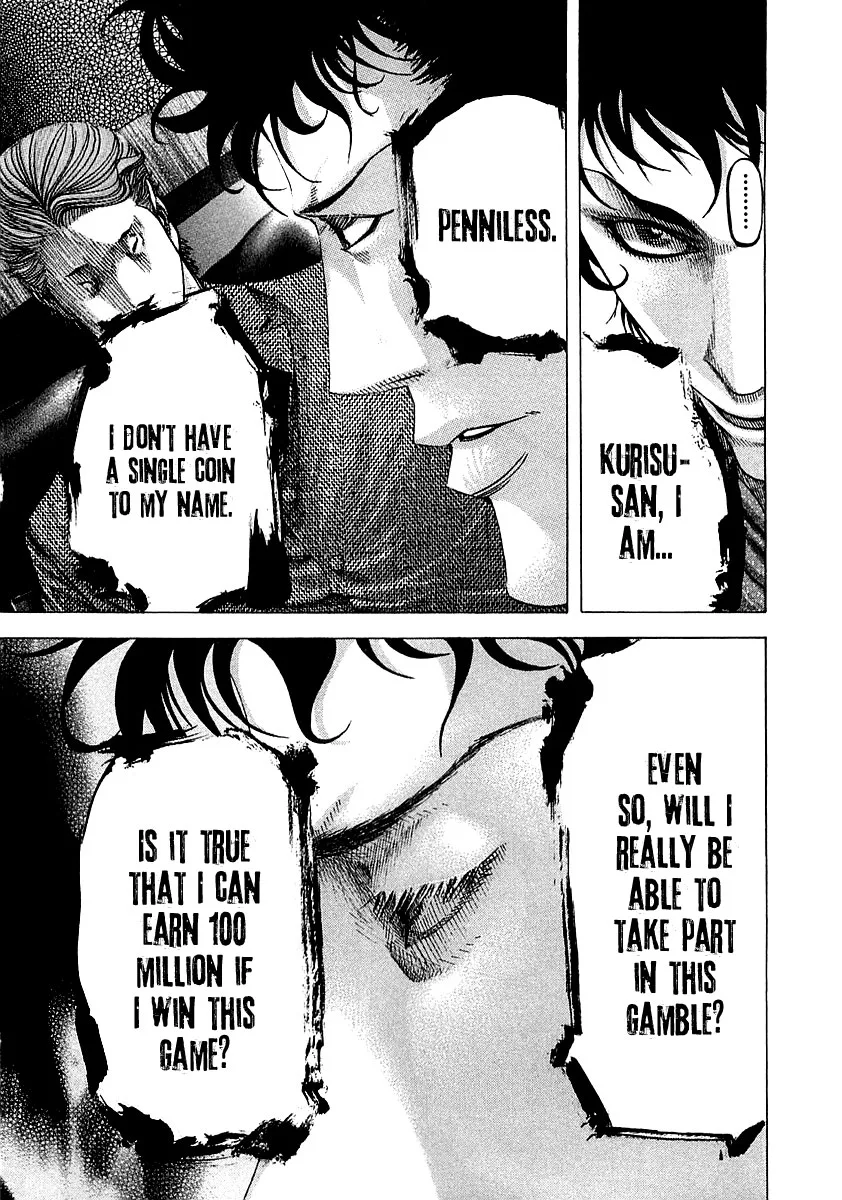 .........
KURISU-
SAN, I
AM...
PENNILESS.
I DON'T HAVE
A SINGLE COIN
TO MY NAME.
EVEN
SO, WILL I
REALLY BE
ABLE TO
TAKE PART
IN THIS
GAMBLE?
IS IT TRUE
THAT I CAN
EARN 100
MILLION IF
I WIN THIS
GAME?